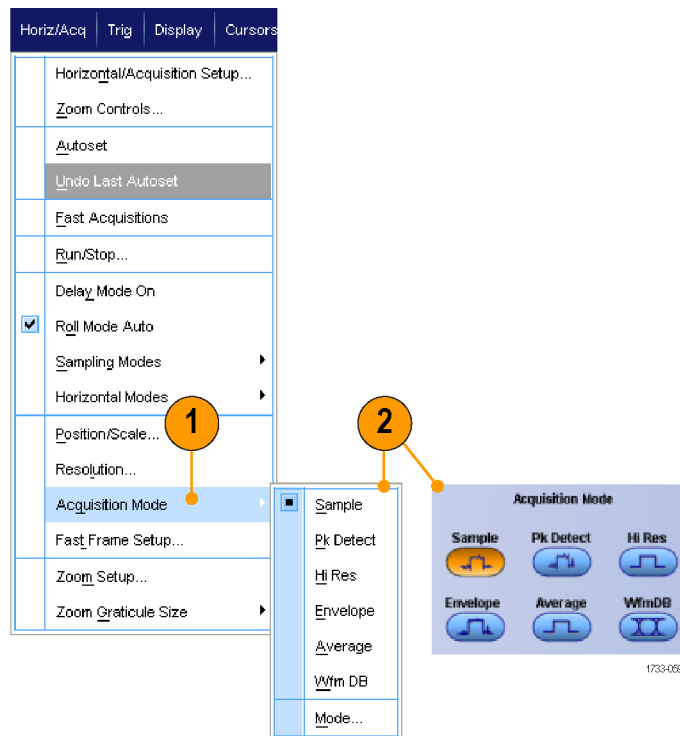 Horiz/Acq Trig Display Cursors
Horizontal/Acquisition Setup...
Zoom Controls...
Autoset
Undo Last Autoset
Fast Acquisitions
Run/Stop...
Delay Mode On
Roll Mode Auto
Sampling Modes
Horizontal Modes
Position/Scale...
Resolution...
Acquisition Mode
Fast Frame Setup...
Zoom Setup...
Zoom Graticule Size
1
2
Sample
Pk Detect
Hi Res
Envelope
Average
Wfm DB
Mode...
Acquisition Mode
Sample Pk Detect Hi Res
Envelope Average WfmDB